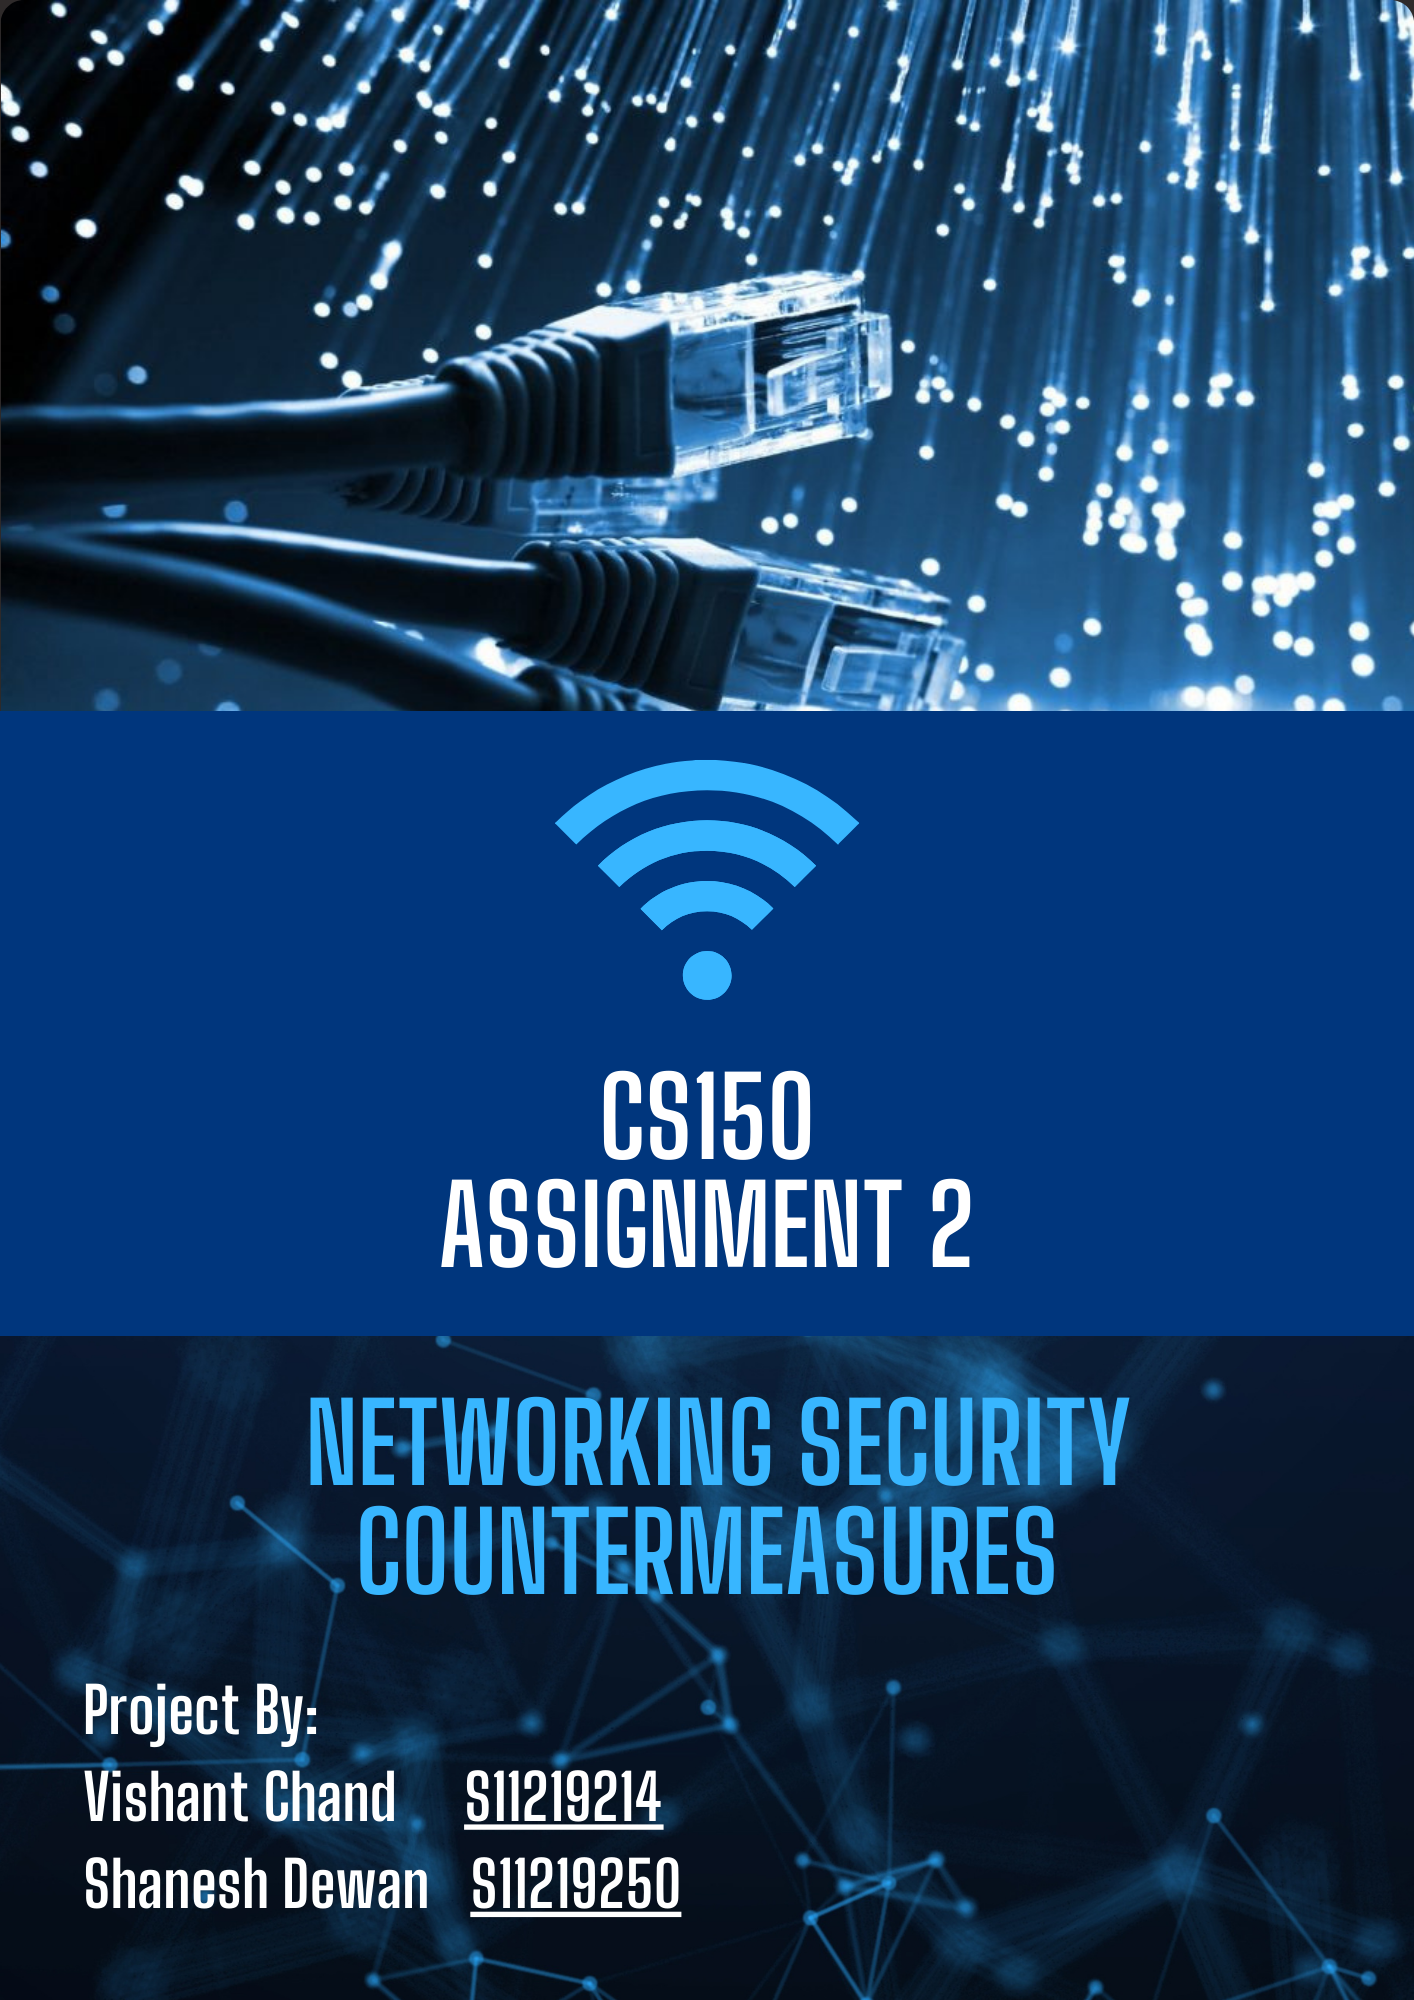 CS150
ASSIGNMENT 2
NETWORKING SECURITY
COUNTERMEASURES
Project By:
Vishant Chand S11219214
Shanesh Dewan S11219250